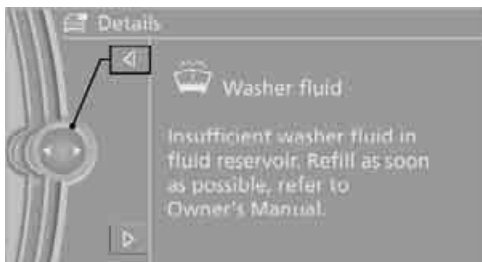 Details
Washer fluid
Insufficient washer fluid in
fluid reservoir. Refill as soon
as possible, refer to
Owner's Manual.